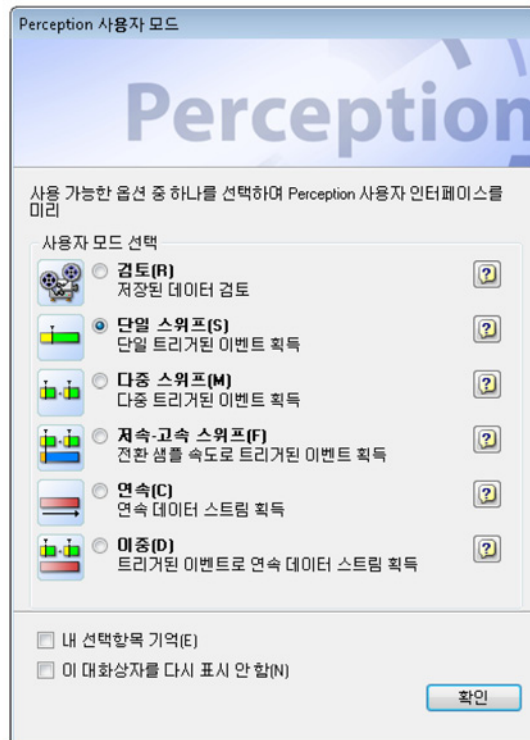 Perception 사용자 모드
Perception
사용 가능한 옵션 중 하나를 선택하여 Perception 사용자 인터페이스를
미리
사용자 모드 선택
검토(R)
저장된 데이터 검토
단일 스위프(S)
단일 트리거된 이벤트 획득
다중 스위프(M)
다중 트리거된 이벤트 획득
저속-고속 스위프(F)
전환 샘플 속도로 트리거된 이벤트 획득
연속(C)
연속 데이터 스트림 획득
이중(D)
트리거된 이벤트로 연속 데이터 스트림 획득
내 선택항목 기억(E)
이 대화상자를 다시 표시 안 함(N)
확인